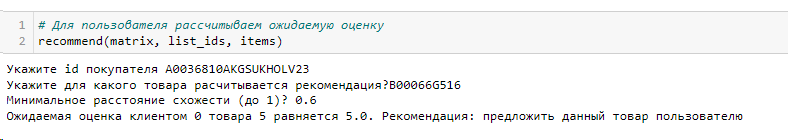 1 # Для пользователя рассчитываем ожидаемую оценку
2 recommend(matrix, list_ids, items)
Укажите id покупателя A0036810AKGSUKHOLV23
Укажите для какого товара расчитывается рекомендация?B00066G516
Минимальное расстояние схожести (до 1)? 0.6
Ожидаемая оценка клиентом 0 товара 5 равняется 5.0. Рекомендация: предложить данный товар пользователю